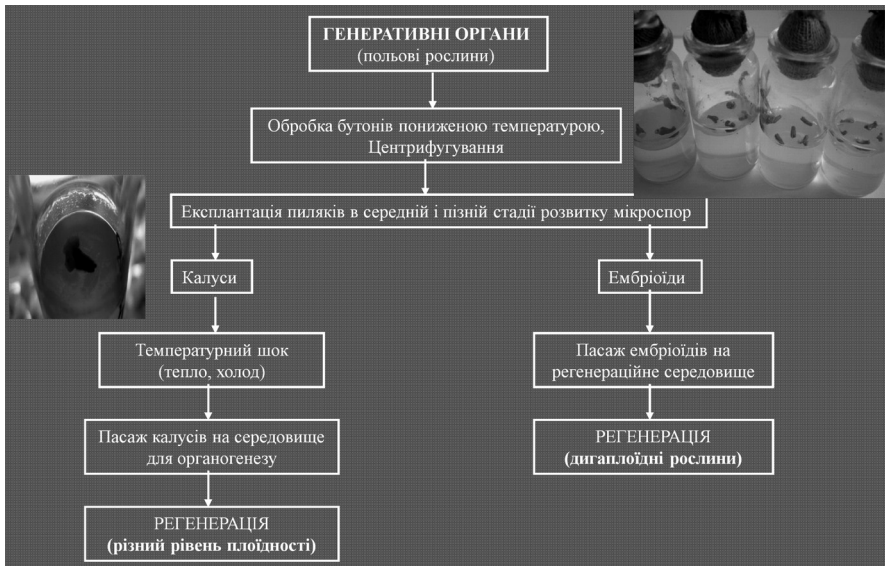 ГЕНЕРАТИВНІ ОРГАНИ
(польові рослини)
Обробка бутонів пониженою температурою,
Центрифугування
Експлантація пиляків в середній і пізній стадії розвитку мікроспор
Калуси
Ембріоїди
Температурний шок
(тепло, холод)
Пасаж ембріоїдів на
регенераційне середовище
Пасаж калусів на середовище
для органогенезу
РЕГЕНЕРАЦІЯ
(дигаплоїдні рослини)
РЕГЕНЕРАЦІЯ
(різний рівень плоїдності)